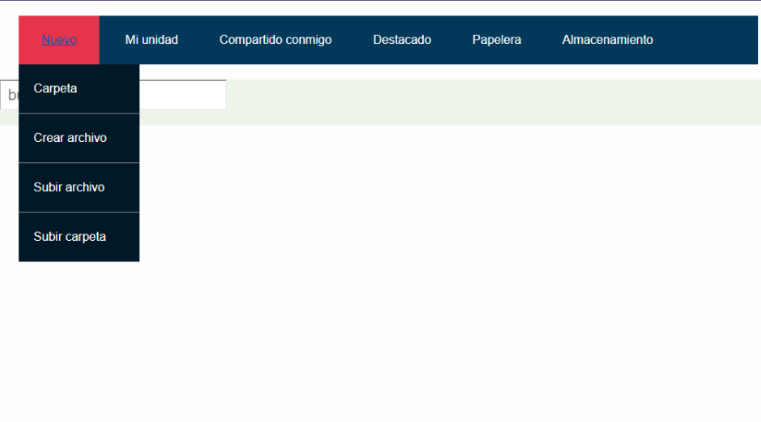 Nuevo Mi unidad Compartido conmigo Destacado Papelera Almacenamiento
Carpeta
Crear archivo
Subir archivo
Subir carpeta